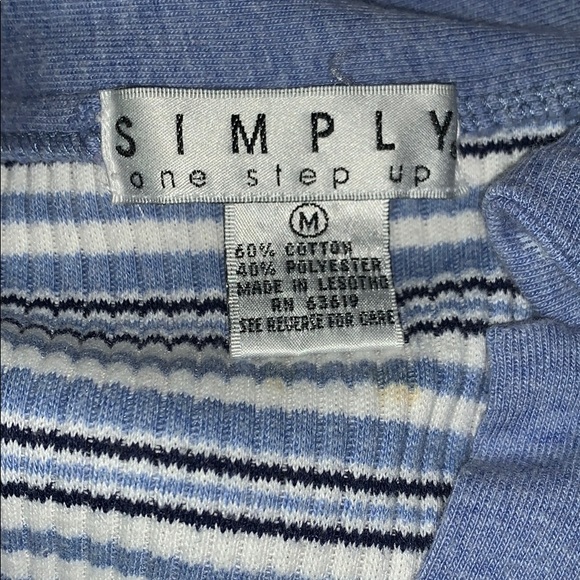 SIMPLY
one step up
M
60% COTTON
40% POLYESTER
MADE IN LESOTHO
RN 63619
SEE REVERSE FOR CARE